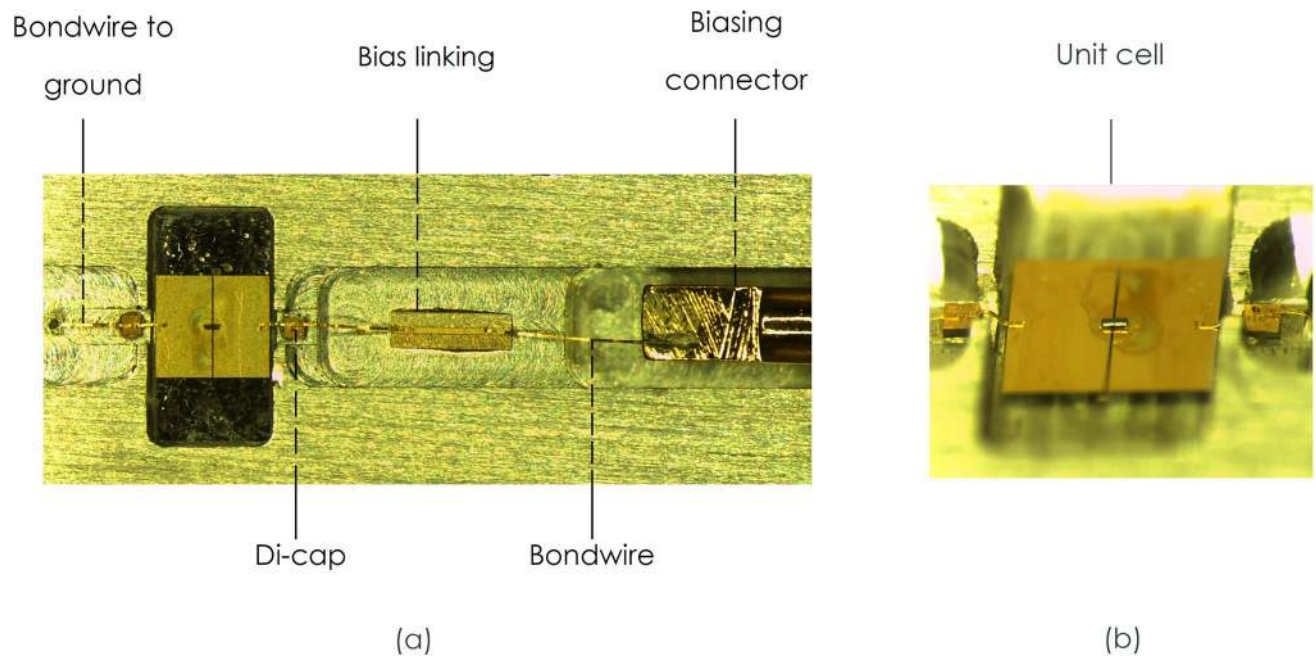 Bondwire to
ground
Bias linking
Biasing
connector
Unit cell
Di-cap
Bondwire
(a)
(b)